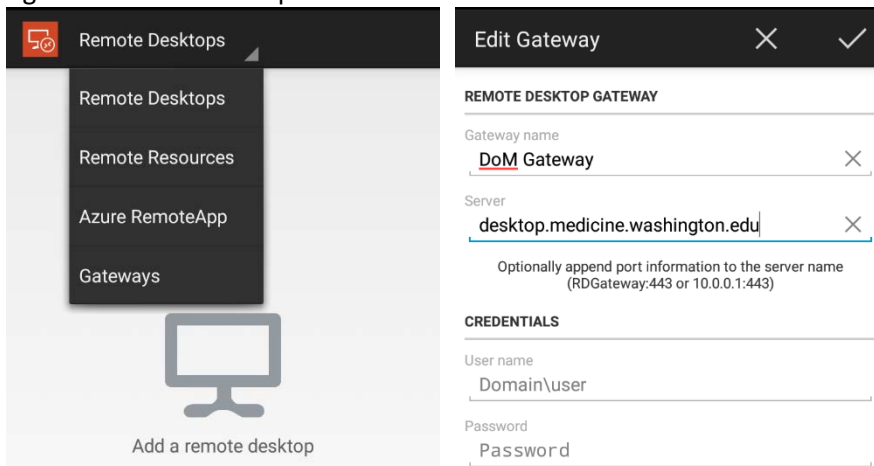 Remote Desktops
Remote Desktops
Remote Resources
Azure RemoteApp
Gateways
Add a remote desktop
Edit Gateway
REMOTE DESKTOP GATEWAY
Gateway name
DoM Gateway
Server
desktop.medicine.washington.edu
Optionally append port information to the server name
(RDGateway:443 or 10.0.0.1:443)
CREDENTIALS
User name
Domain\user
Password
Password